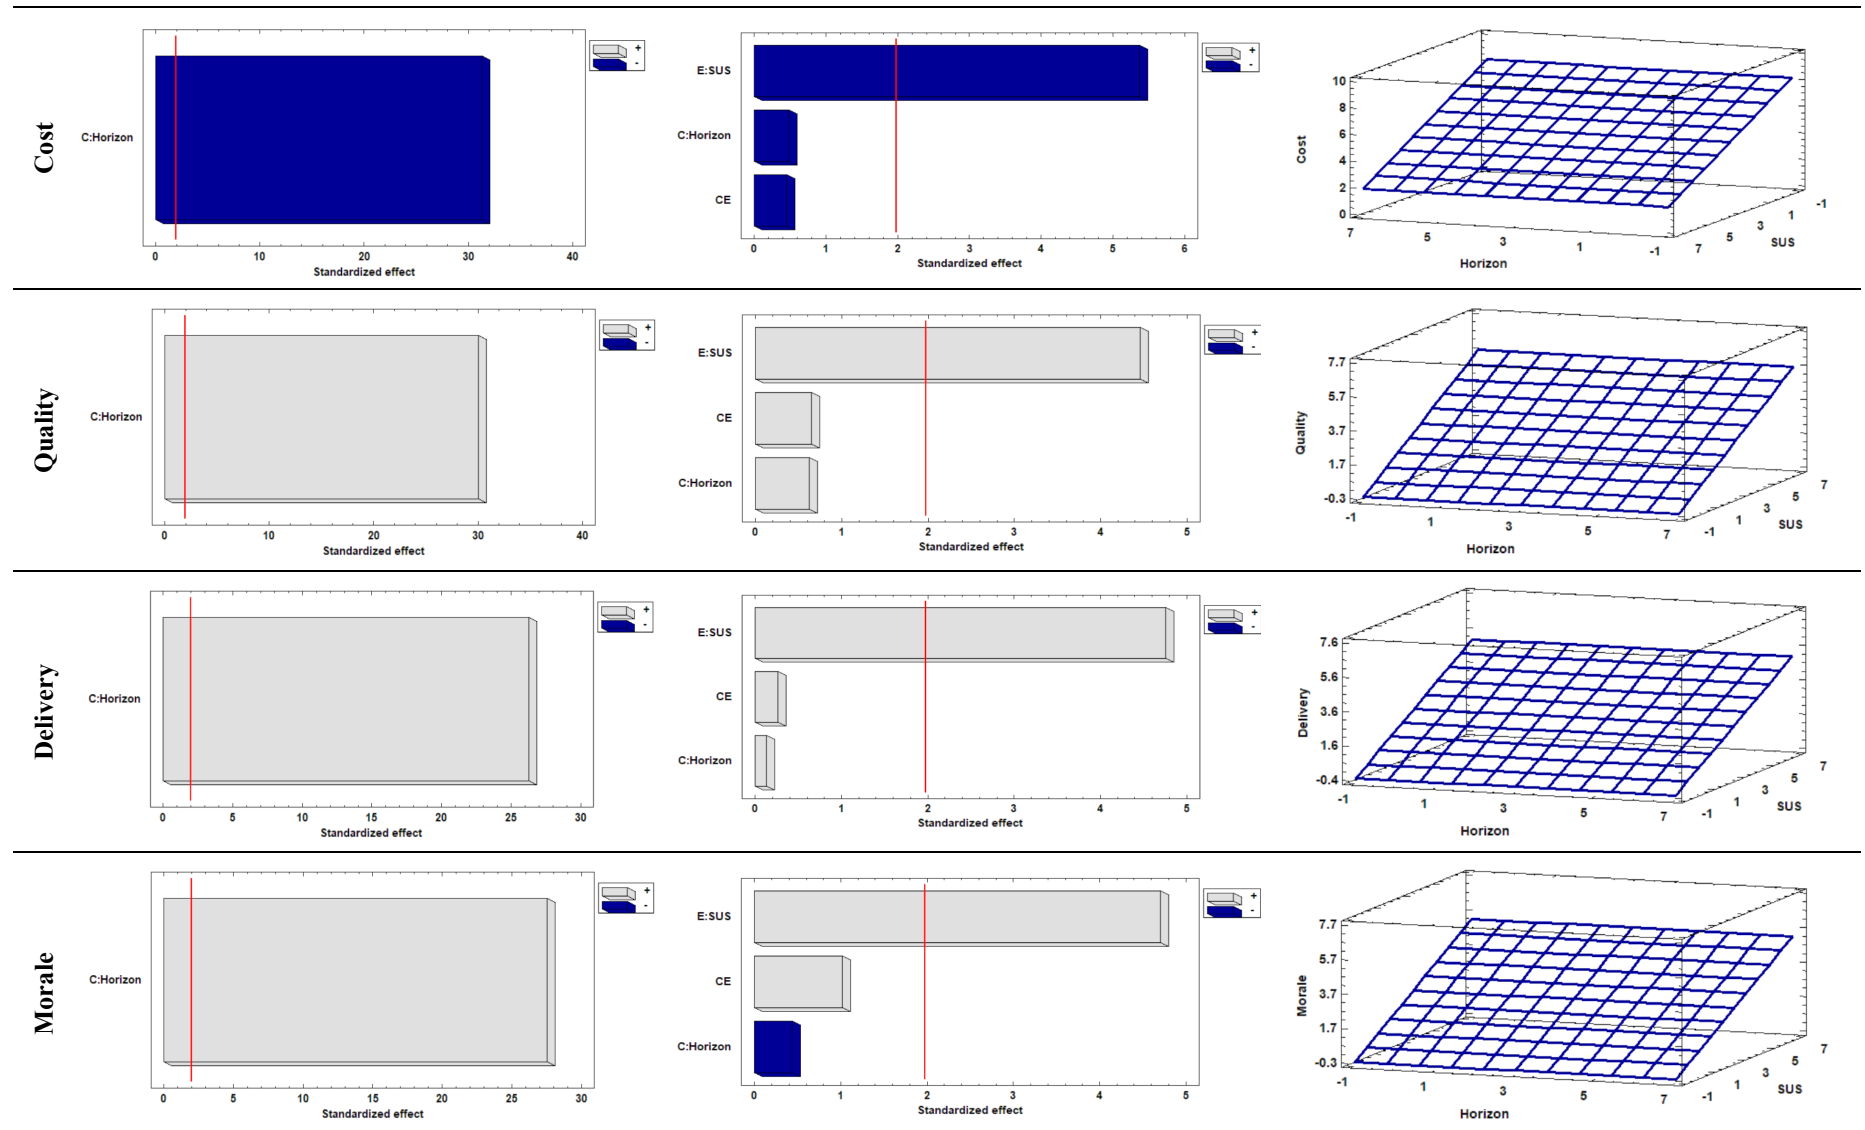 Cost
C:Horizon
0 10 20 30 40
Standardized effect
+
-
E:SUS
C:Horizon
CE
0 1 2 3 4 5 6
Standardized effect
+
-
10
8
6
4
2
0
Cost
7 5 3 1 -1
Horizon
7 5 3 1 -1
SUS
Quality
C:Horizon
0 10 20 30 40
Standardized effect
+
-
E:SUS
CE
C:Horizon
0 1 2 3 4 5
Standardized effect
+
-
7.7
5.7
3.7
1.7
-0.3
Quality
-1 1 3 5 7
Horizon
-1 1 3 5 7
SUS
Delivery
C:Horizon
0 5 10 15 20 25 30
Standardized effect
+
-
E:SUS
CE
C:Horizon
0 1 2 3 4 5
Standardized effect
+
-
7.6
5.6
3.6
1.6
-0.4
Delivery
-1 1 3 5 7
Horizon
-1 1 3 5 7
SUS
Morale
C:Horizon
0 5 10 15 20 25 30
Standardized effect
+
-
E:SUS
CE
C:Horizon
0 1 2 3 4 5
Standardized effect
+
-
7.7
5.7
3.7
1.7
-0.3
Morale
-1 1 3 5 7
Horizon
-1 1 3 5 7
SUS